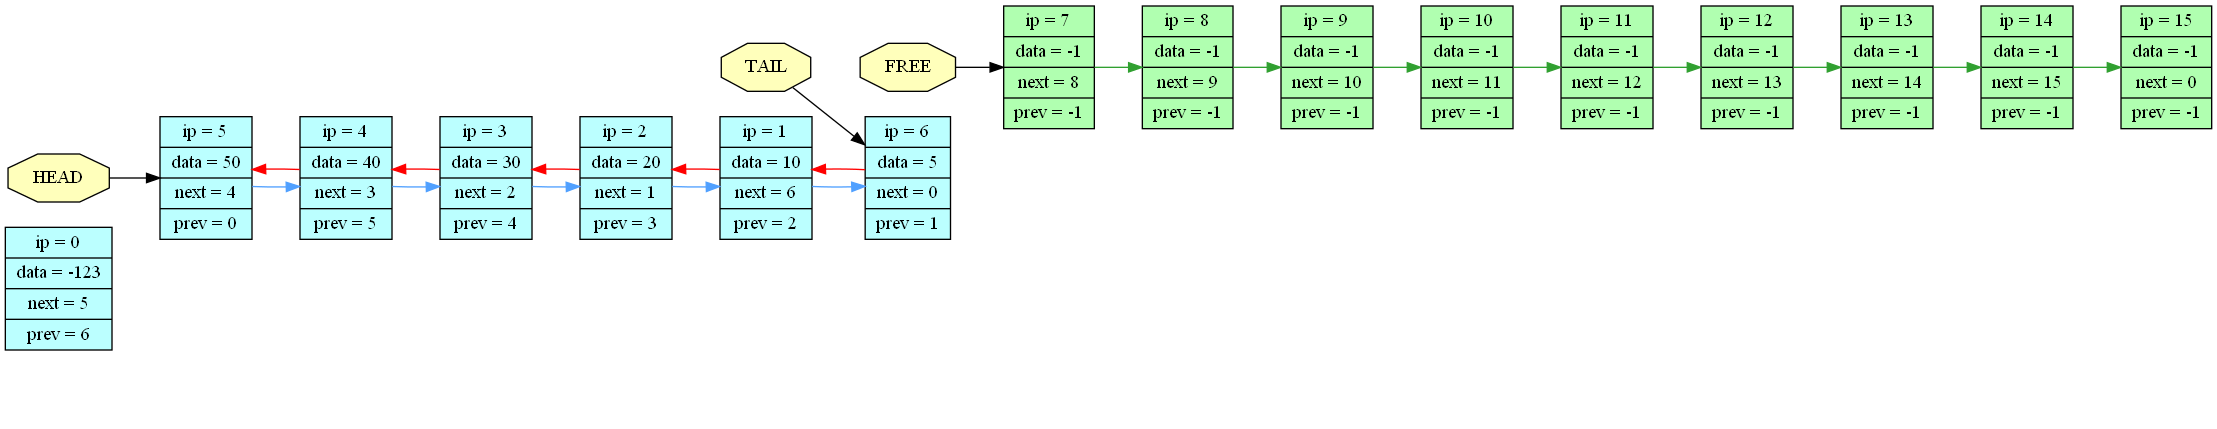 ip = 7
data = -1
next = 8
prev = -1
ip = 8
data = -1
next = 9
prev = -1
ip = 9
data = -1
next = 10
prev = -1
ip = 10
data = -1
next = 11
prev = -1
ip = 11
data = -1
next = 12
prev = -1
ip = 12
data = -1
next = 13
prev = -1
ip = 13
data = -1
next = 14
prev = -1
ip = 14
data = -1
next = 15
prev = -1
ip = 15
data = -1
next = 0
prev = -1
TAIL
FREE
HEAD
ip = 5
data = 50
next = 4
prev = 0
ip = 4
data = 40
next = 3
prev = 5
ip = 3
data = 30
next = 2
prev = 4
ip = 2
data = 20
next = 1
prev = 3
ip = 1
data = 10
next = 6
prev = 2
ip = 6
data = 5
next = 0
prev = 1
ip = 0
data = -123
next = 5
prev = 6